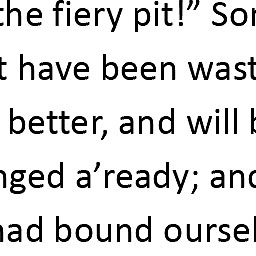 the fiery pit!” Sor
t have been wast
better, and will b
nged a’ready; and
had bound oursel